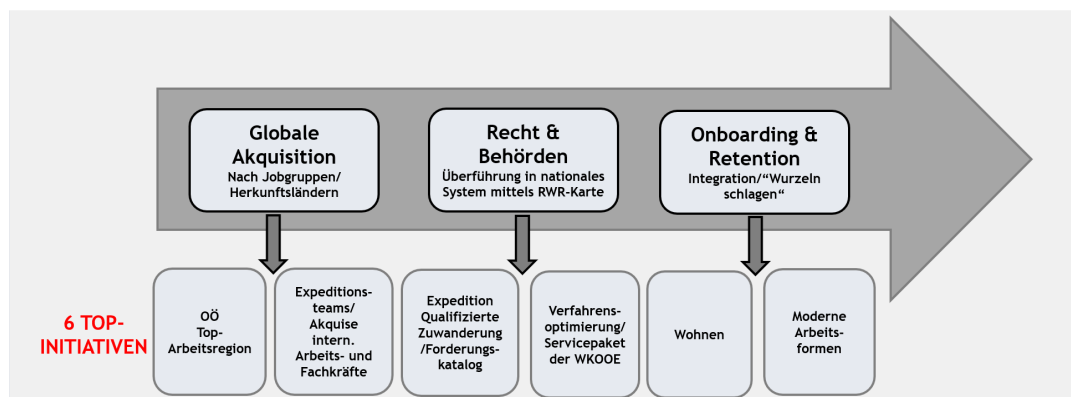 Globale
Akquisition
Nach Jobgruppen/
Herkunftsländern
Recht &
Behörden
Überführung in nationales
System mittels RWR-Karte
Onboarding &
Retention
Integration/“Wurzeln
schlagen“
6 TOP-
INITIATIVEN
OÖ
Top-
Arbeitsregion
Expeditions-
teams/
Akquise
intern.
Arbeits- und
Fachkräfte
Expedition
Qualifizierte
Zuwanderung
/Forderungs-
katalog
Verfahrens-
optimierung/
Servicepaket
der WKOOE
Wohnen
Moderne
Arbeits-
formen